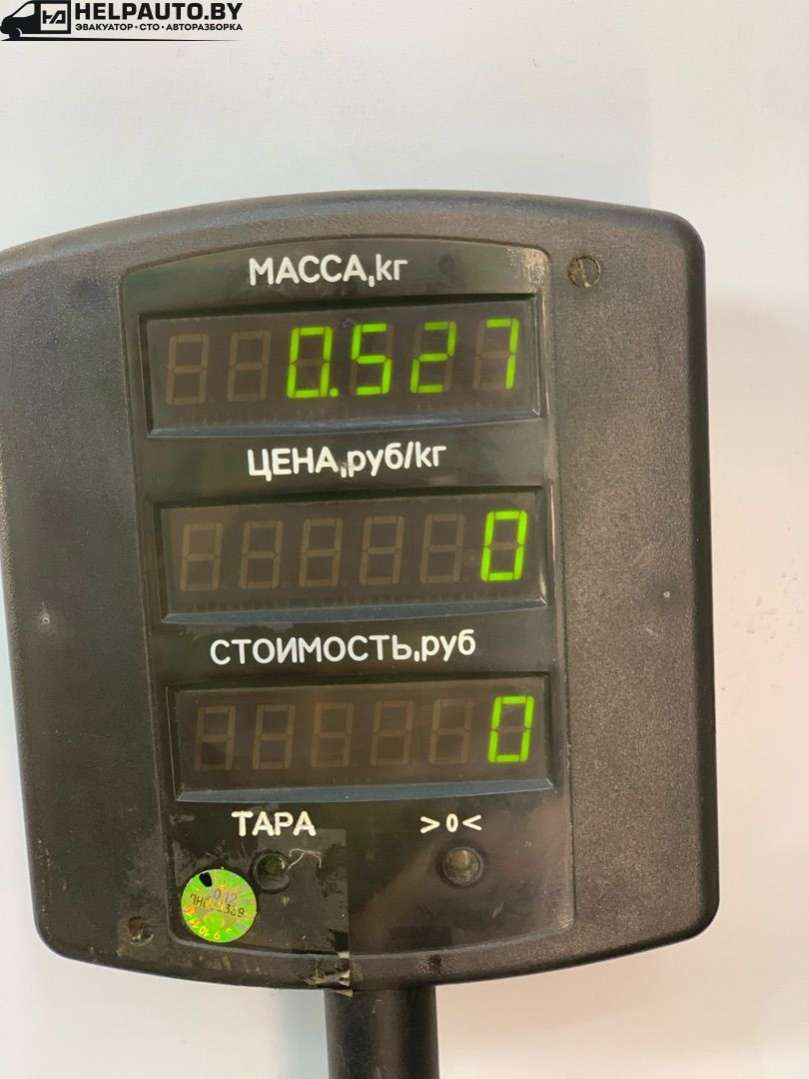 HELPAUTO.BY
ЭВАКУАТОР • СТО • АВТОРАЗБОРКА
МАССА,кг
0.527
ЦЕНА,руб/кг
0
СТОИМОСТЬ,руб
0
ТАРА >0<